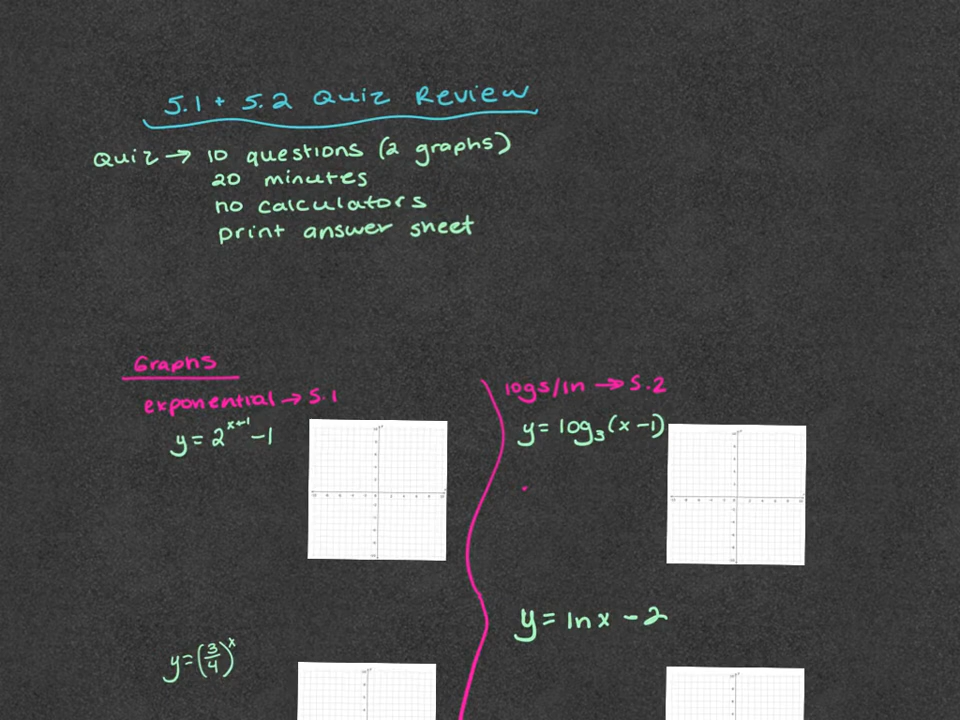 5.1 + 5.2 Quiz Review
Quiz → 10 questions (2 graphs)
20 minutes
no calculators
print answer sheet
Graphs
exponential → 5.1
y = 2^(x+1) - 1
y = (3/4)^x
logs/ln → 5.2
y = log₃(x - 1)
y = ln x - 2